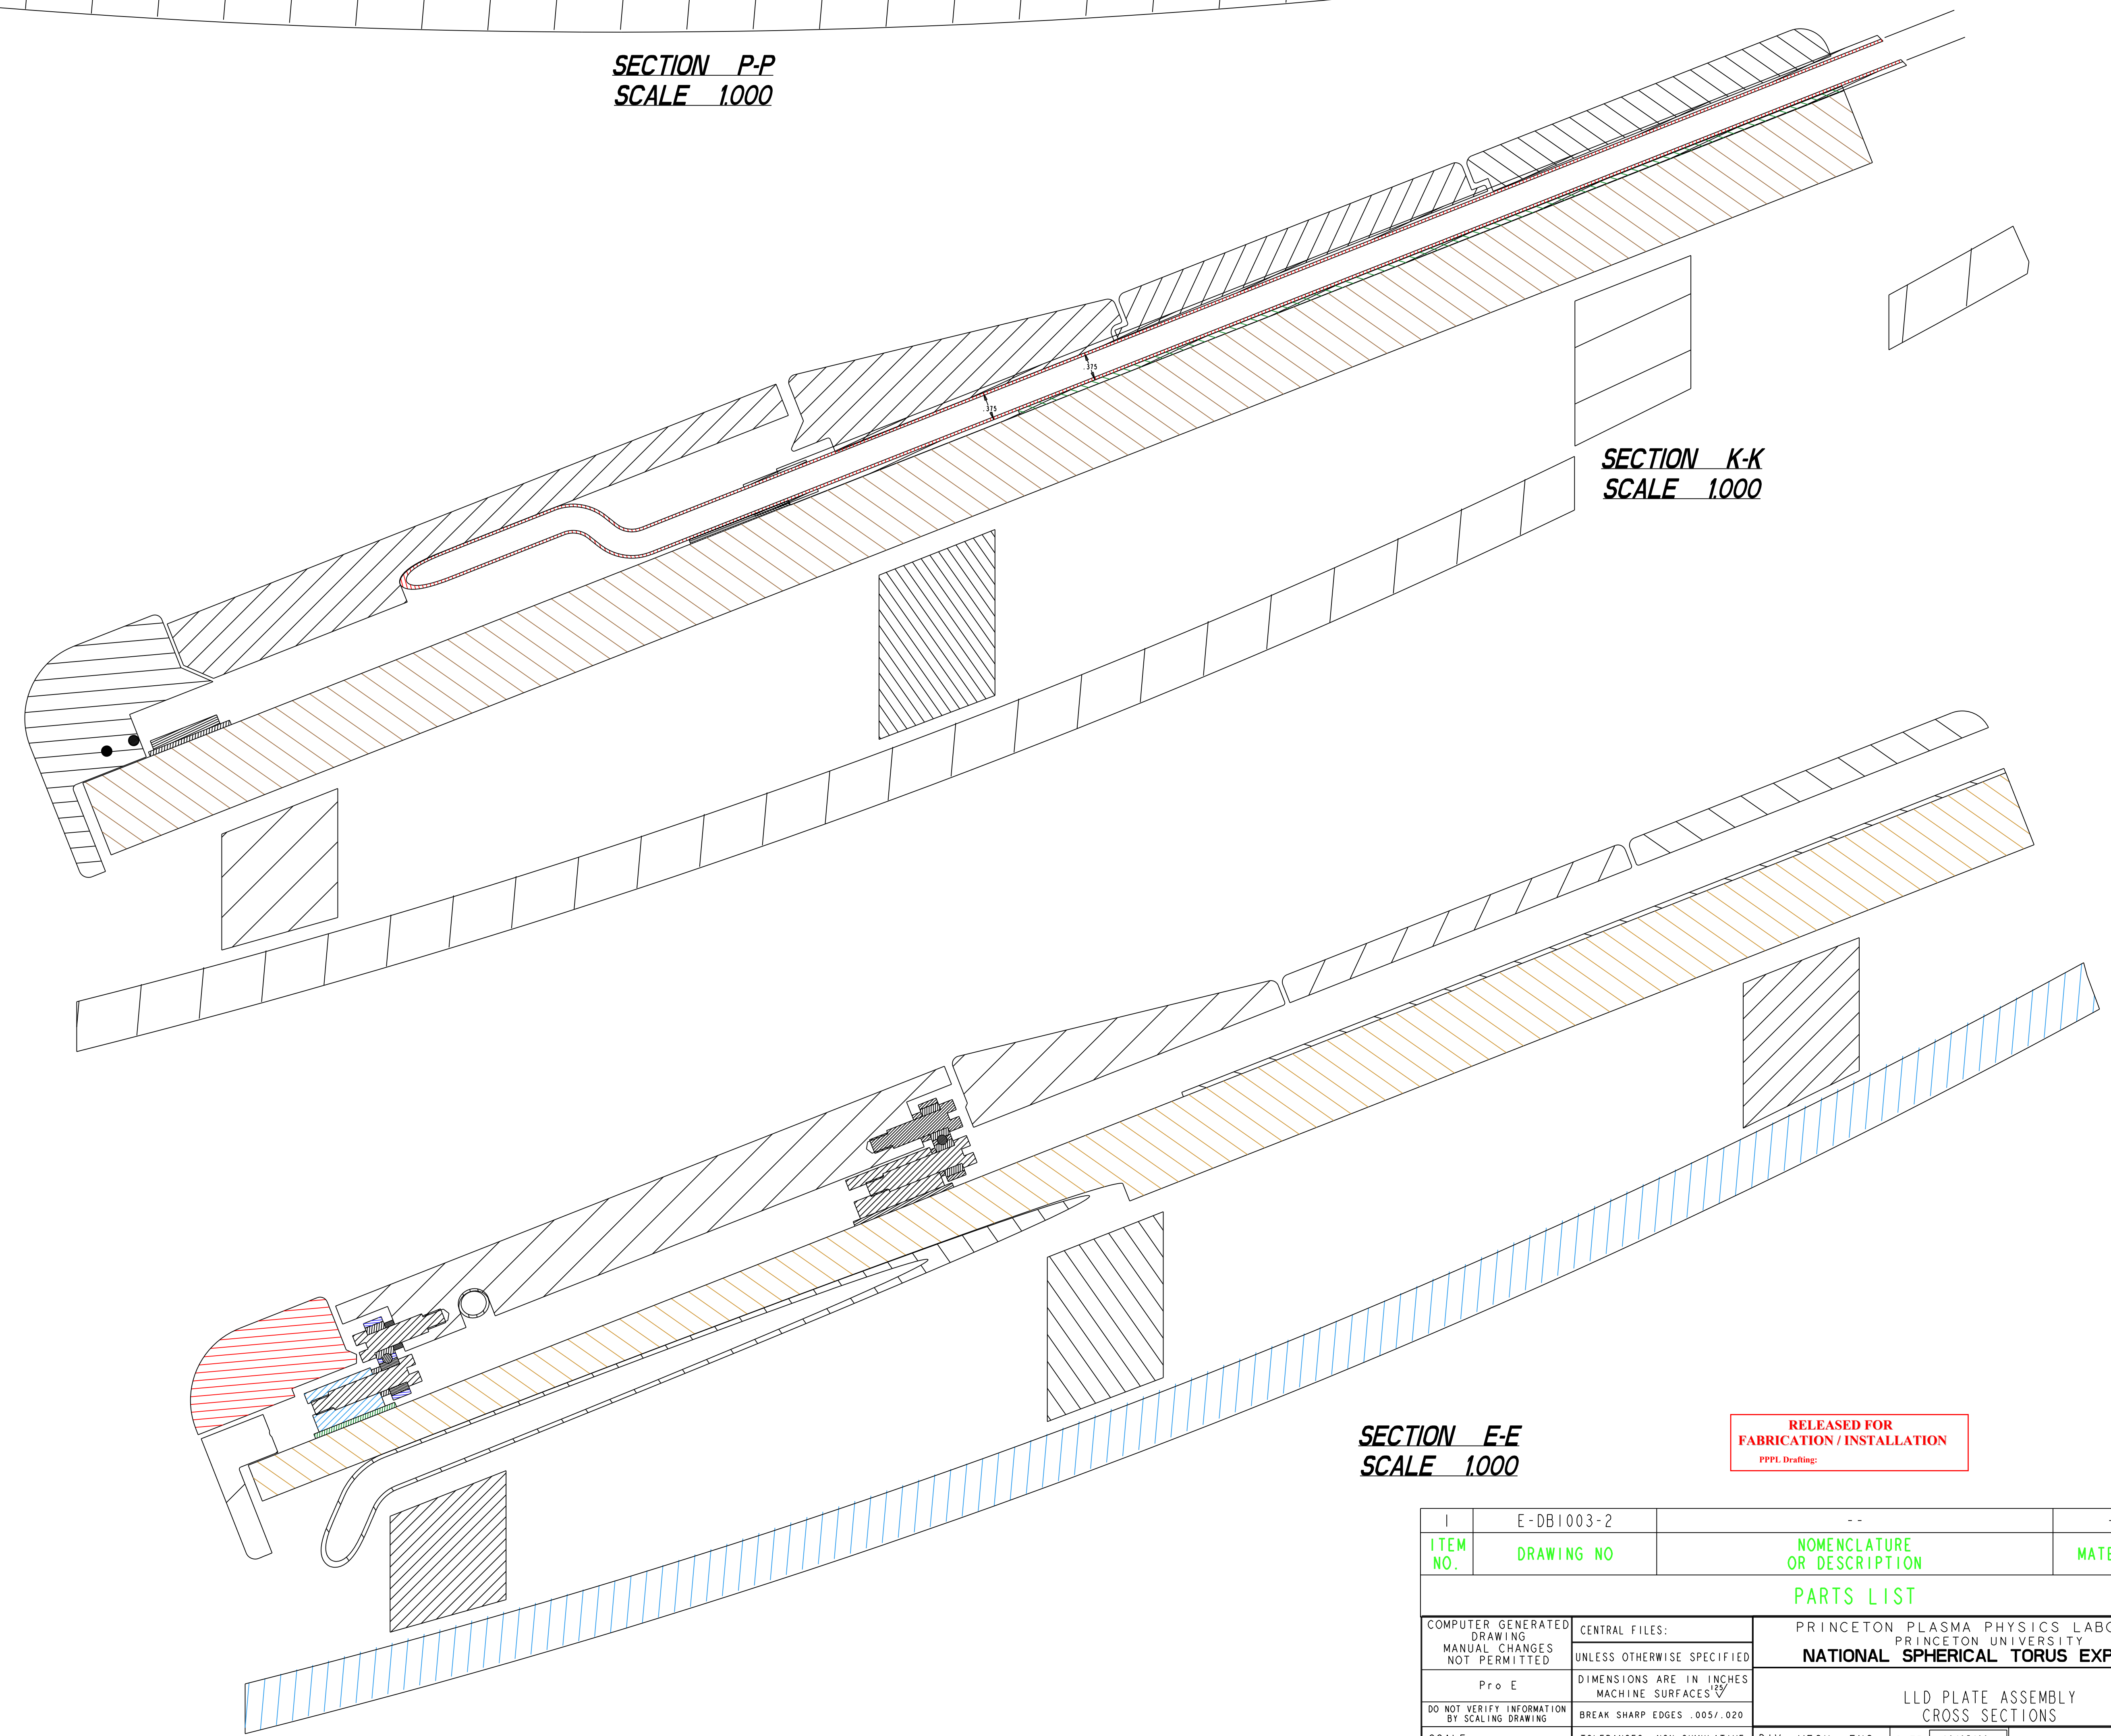 SECTION P-P
SCALE 1.000
.375
.375
SECTION K-K
SCALE 1.000
SECTION E-E
SCALE 1.000
RELEASED FOR
FABRICATION / INSTALLATION
PPPL Drafting:
1 E-DB1003-2 -- -
ITEM NO. DRAWING NO NOMENCLATURE OR DESCRIPTION MATE
PARTS LIST
COMPUTER GENERATED
DRAWING
MANUAL CHANGES
NOT PERMITTED
Pro E
DO NOT VERIFY INFORMATION
BY SCALING DRAWING
CENTRAL FILES:
UNLESS OTHERWISE SPECIFIED
DIMENSIONS ARE IN INCHES
MACHINE SURFACES 125
BREAK SHARP EDGES .005/.020
PRINCETON PLASMA PHYSICS LABO
PRINCETON UNIVERSITY
NATIONAL SPHERICAL TORUS EXP
LLD PLATE ASSEMBLY
CROSS SECTIONS